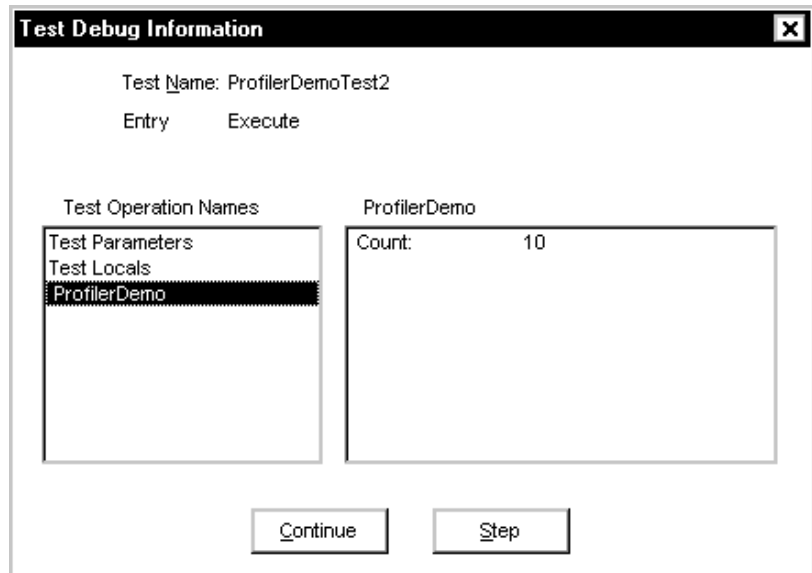 Test Debug Information
Test Name: ProfilerDemoTest2
Entry Execute
Test Operation Names
Test Parameters
Test Locals
ProfilerDemo
ProfilerDemo
Count: 10
Continue
Step